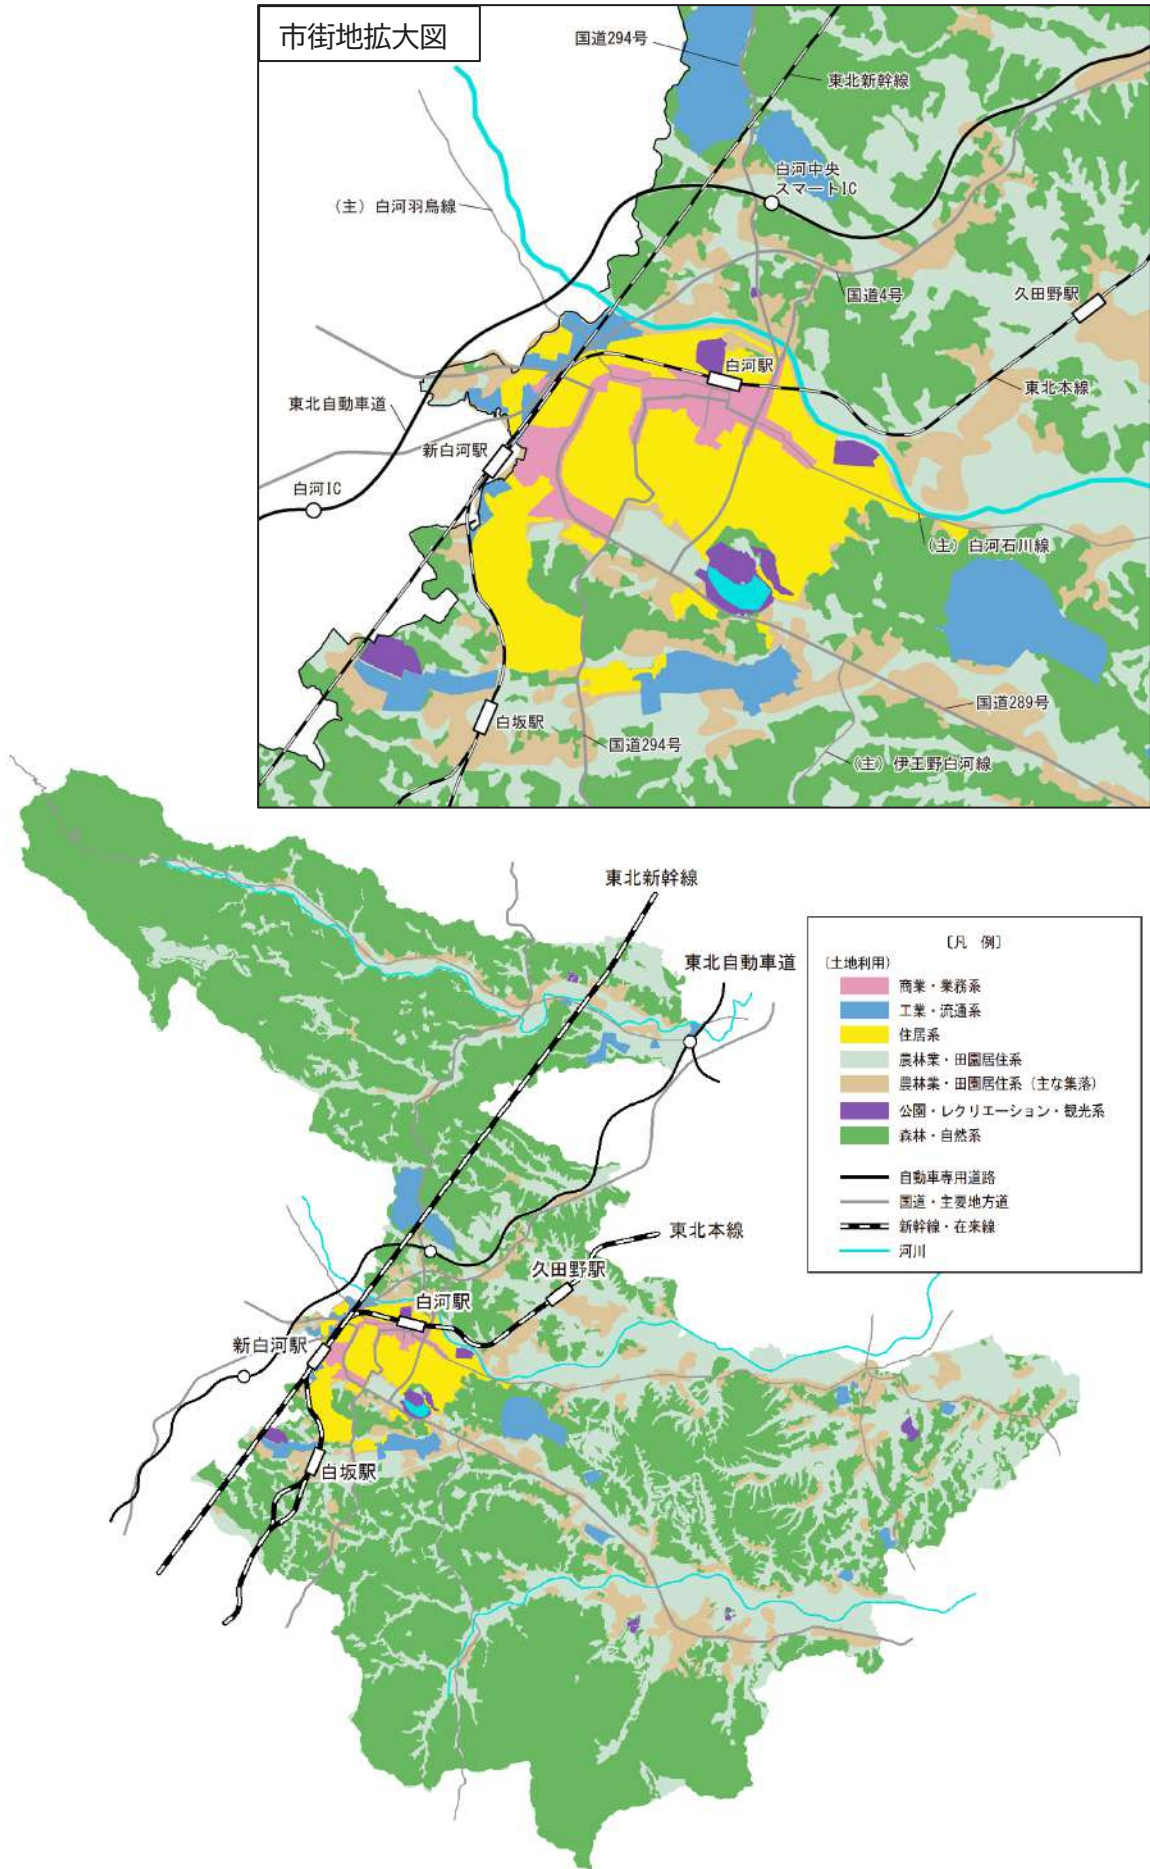 市街地拡大図
国道294号
東北新幹線
白河中央
スマートIC
(主) 白河羽鳥線
国道4号
久田野駅
白河駅
東北本線
東北自動車道
新白河駅
白河IC
(主) 白河石川線
国道289号
白坂駅
国道294号
(主) 伊王野白河線
東北新幹線
東北自動車道
〔凡 例〕
(土地利用)
商業・業務系
工業・流通系
住居系
農林業・田園居住系
農林業・田園居住系 (主な集落)
公園・レクリエーション・観光系
森林・自然系
自動車専用道路
国道・主要地方道
新幹線・在来線
河川
東北本線
久田野駅
白河駅
新白河駅
白坂駅